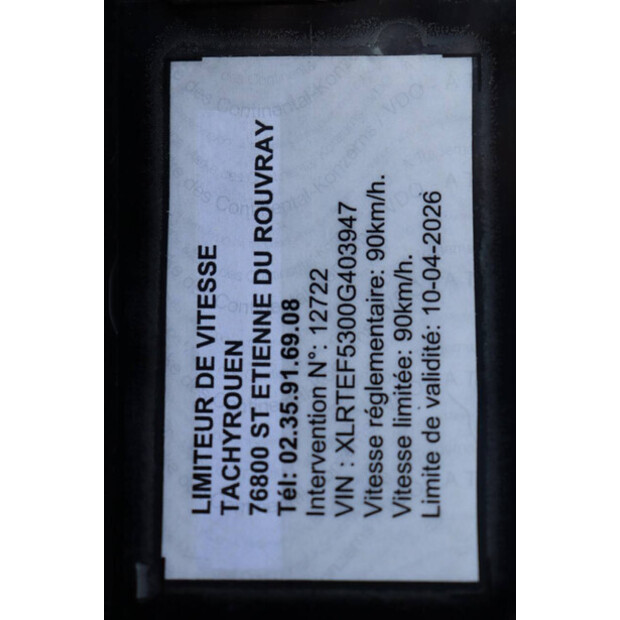 LIMITEUR DE VITESSE
TACHYROUEN
76800 ST ETIENNE DU ROUVRAY
Tél: 02.35.91.69.08
Intervention N°: 12722
VIN : XLRTEF5300G403947
Vitesse réglementaire: 90km/h.
Vitesse limitée: 90km/h.
Limite de validité: 10-04-2026